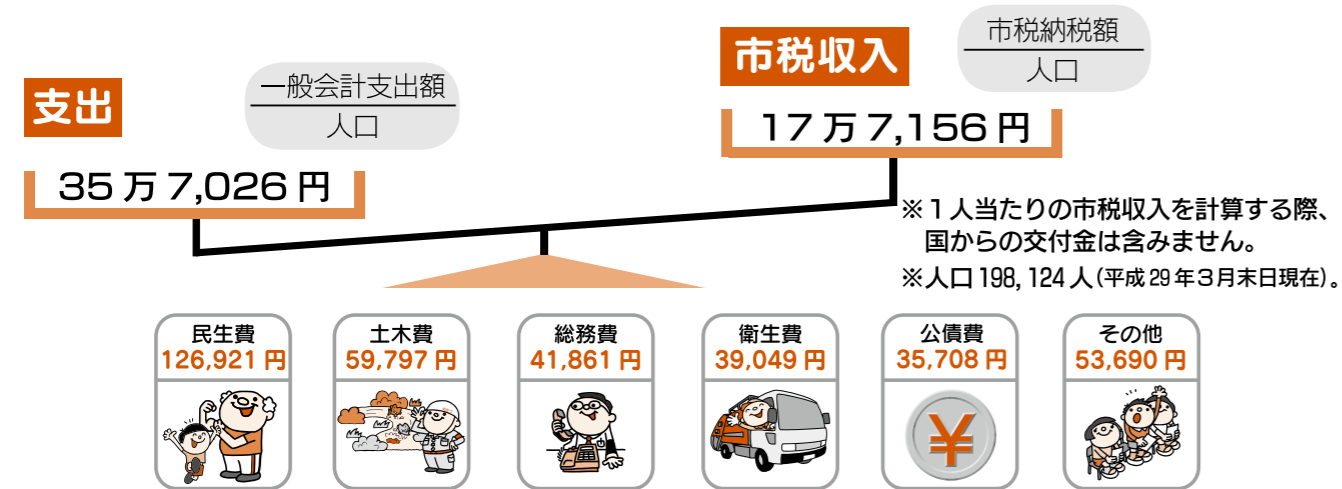 支出
一般会計支出額
人口
35万7,026円
市税収入
市税納税額
人口
17万7,156円
※1人当たりの市税収入を計算する際、
国からの交付金は含みません。
※人口198,124人(平成29年3月末日現在)。
民生費
126,921円
土木費
59,797円
総務費
41,861円
衛生費
39,049円
公債費
35,708円
¥
その他
53,690円